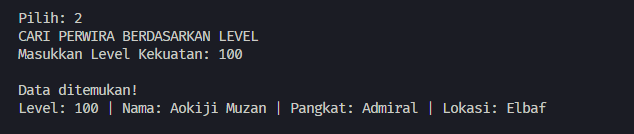 Pilih: 2
CARI PERWIRA BERDASARKAN LEVEL
Masukkan Level Kekuatan: 100
Data ditemukan!
Level: 100 | Nama: Aokiji Muzan | Pangkat: Admiral | Lokasi: Elbaf